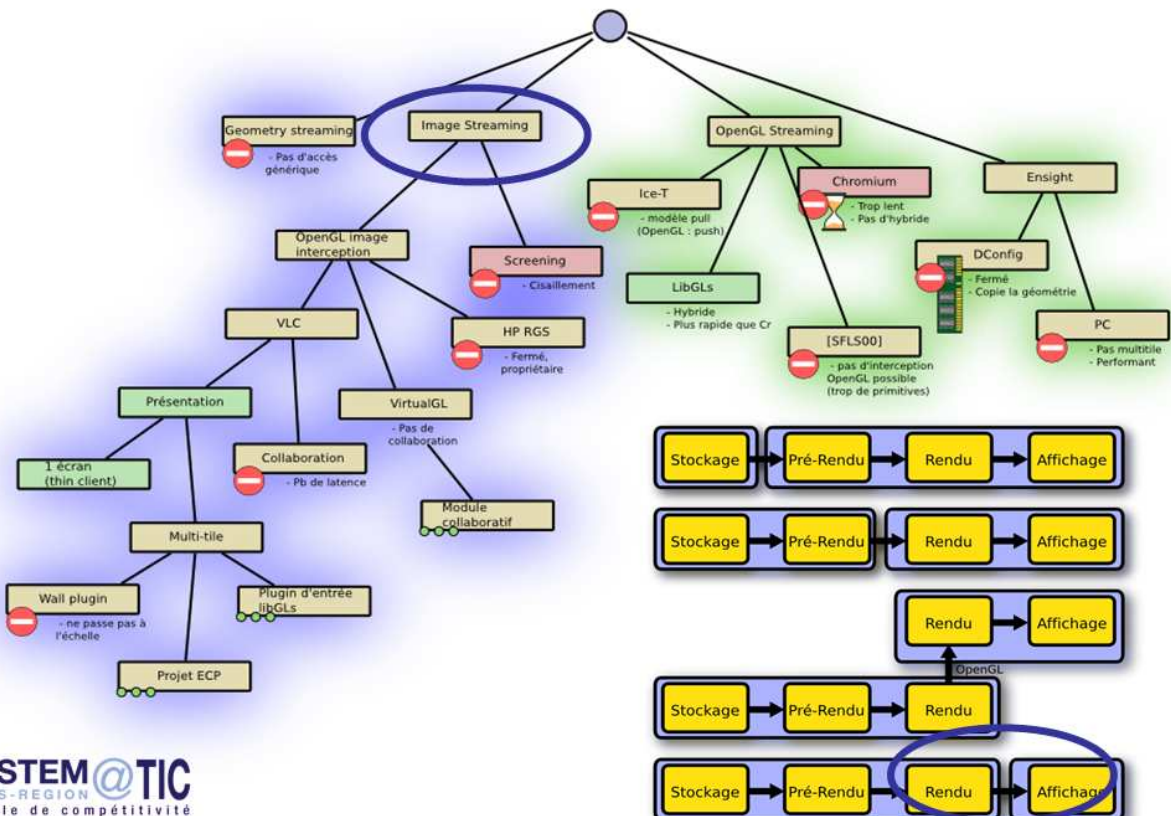 Geometry streaming
- Pas d'accès
générique
Image Streaming
OpenGL image
interception
Screening
- Cisaillement
VLC
HP RGS
- Fermé,
propriétaire
Présentation
VirtualGL
- Pas de
collaboration
1 écran
(thin client)
Collaboration
- Pb de latence
Module
collaboratif
Multi-tile
Wall plugin
- ne passe pas à
l'échelle
Plugin d'entrée
libGLs
Projet ECP
OpenGL Streaming
Ice-T
- modèle pull
(OpenGL : push)
Chromium
- Trop lent
- Pas d'hybride
Ensight
LibGLs
- Hybride
- Plus rapide que Cr
DConfig
- Fermé
- Copie la géométrie
[SFLS00]
- pas d'interception
OpenGL possible
(trop de primitives)
PC
- Pas multitile
- Performant
Stockage Pré-Rendu Rendu Affichage
Stockage Pré-Rendu Rendu Affichage
Rendu Affichage
OpenGL
Stockage Pré-Rendu Rendu
Stockage Pré-Rendu Rendu Affichage
STEM@TIC
S-REGION
le de compétitivité